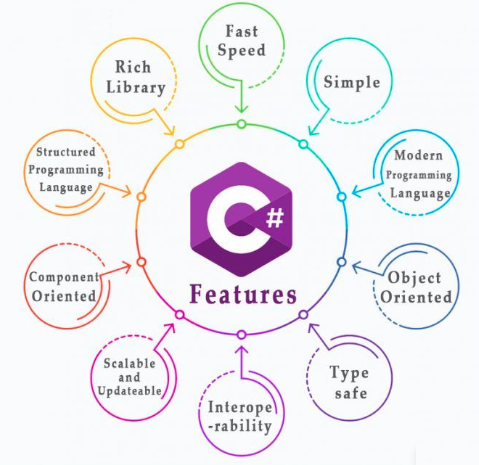 Fast
Speed
Simple
Modern
Programming
Language
Object
Oriented
Type
safe
Interope
-rability
Scalable
and
Updateable
Component
Oriented
Structured
Programming
Language
Rich
Library
C#
Features